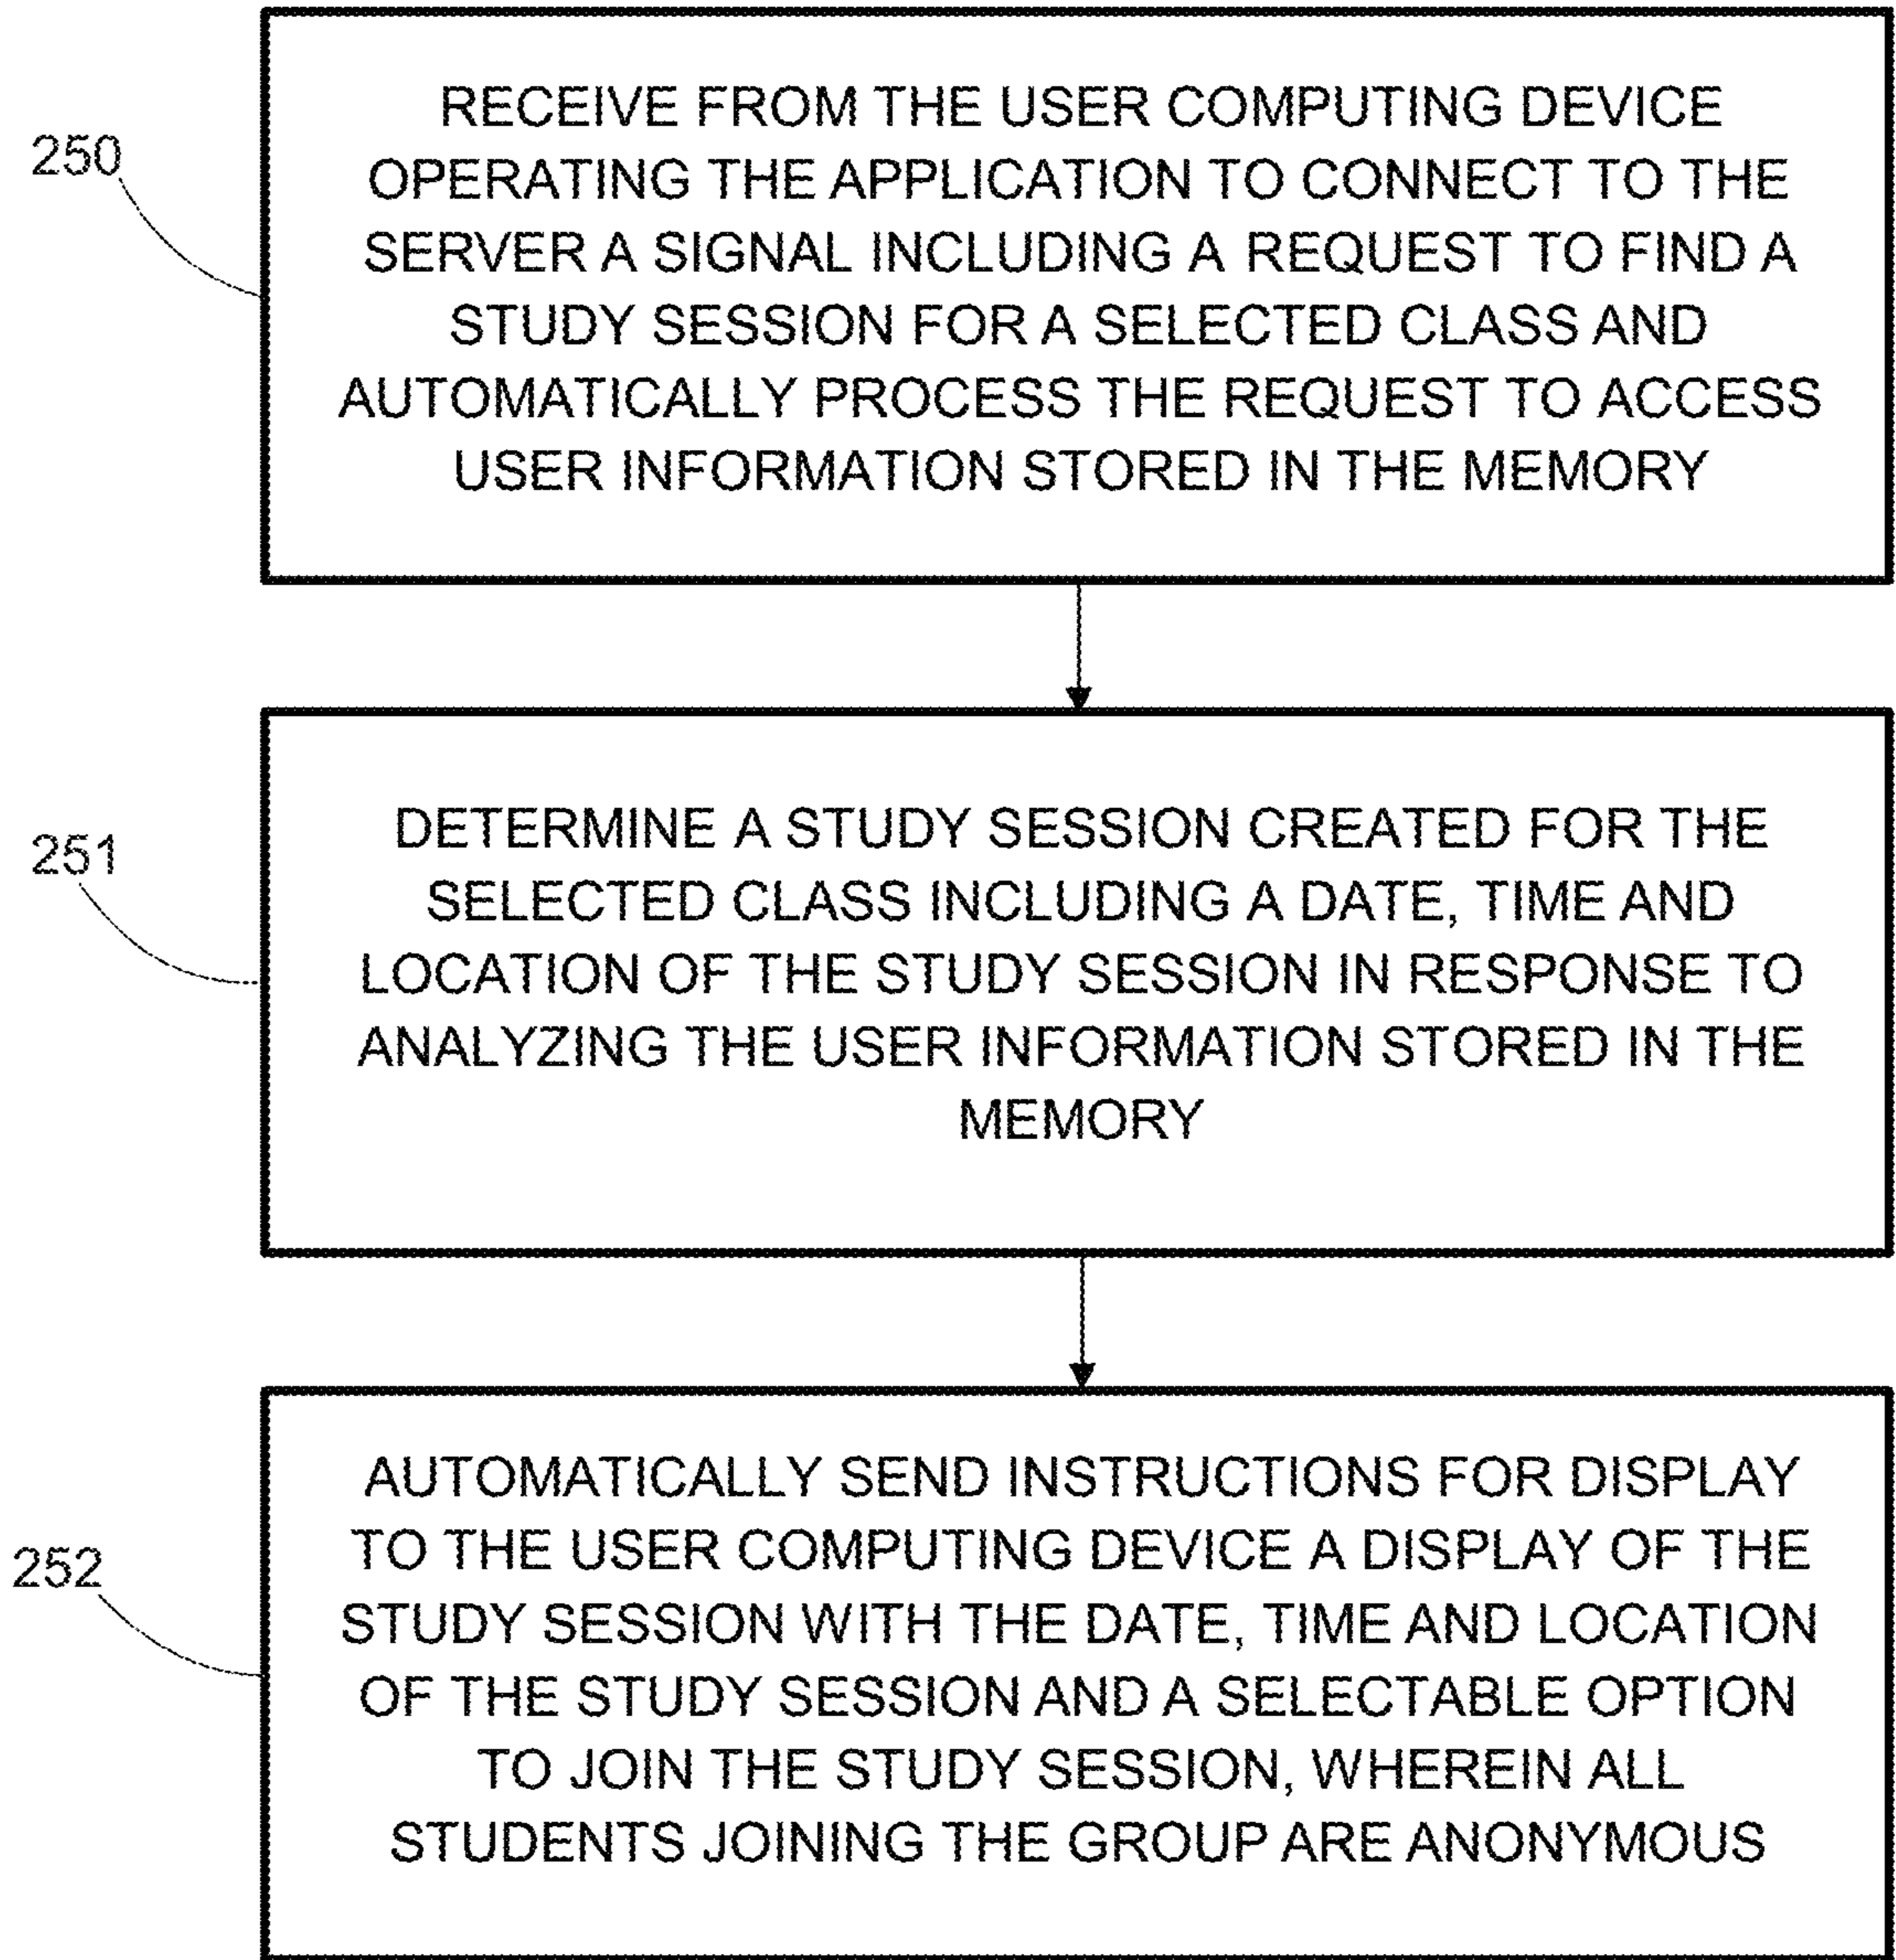 250
RECEIVE FROM THE USER COMPUTING DEVICE
OPERATING THE APPLICATION TO CONNECT TO THE
SERVER A SIGNAL INCLUDING A REQUEST TO FIND A
STUDY SESSION FOR A SELECTED CLASS AND
AUTOMATICALLY PROCESS THE REQUEST TO ACCESS
USER INFORMATION STORED IN THE MEMORY
251
DETERMINE A STUDY SESSION CREATED FOR THE
SELECTED CLASS INCLUDING A DATE, TIME AND
LOCATION OF THE STUDY SESSION IN RESPONSE TO
ANALYZING THE USER INFORMATION STORED IN THE
MEMORY
252
AUTOMATICALLY SEND INSTRUCTIONS FOR DISPLAY
TO THE USER COMPUTING DEVICE A DISPLAY OF THE
STUDY SESSION WITH THE DATE, TIME AND LOCATION
OF THE STUDY SESSION AND A SELECTABLE OPTION
TO JOIN THE STUDY SESSION, WHEREIN ALL
STUDENTS JOINING THE GROUP ARE ANONYMOUS